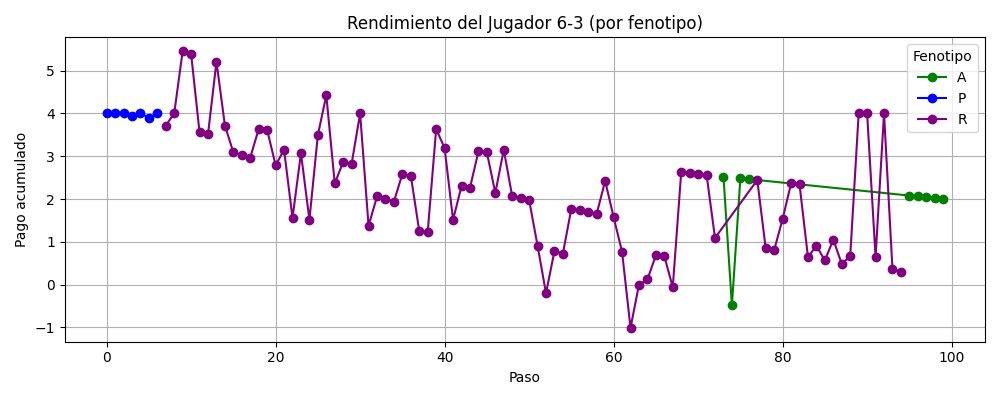 Rendimiento del Jugador 6-3 (por fenotipo)
Pago acumulado
5
4
3
2
1
0
−1
Fenotipo
A
P
R
0 20 40 60 80 100
Paso